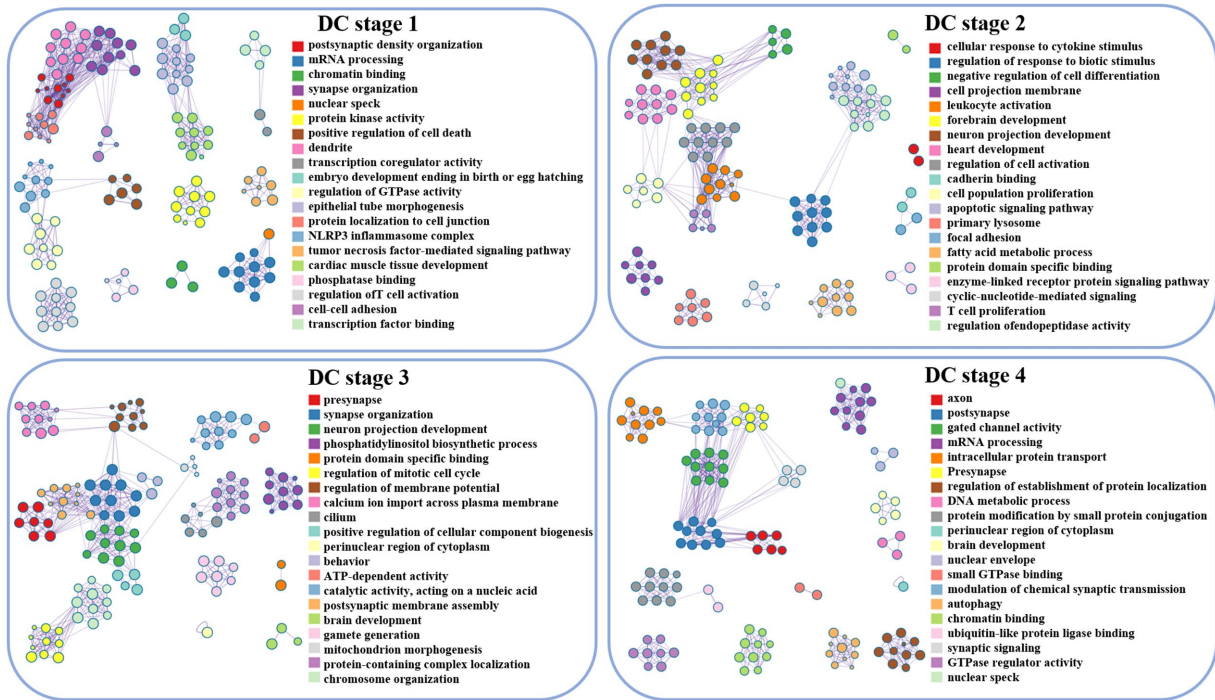 DC stage 1
postsynaptic density organization
mRNA processing
chromatin binding
synapse organization
nuclear speck
protein kinase activity
positive regulation of cell death
dendrite
transcription coregulator activity
embryo development ending in birth or egg hatching
regulation of GTPase activity
epithelial tube morphogenesis
protein localization to cell junction
NLRP3 inflammasome complex
tumor necrosis factor-mediated signaling pathway
cardiac muscle tissue development
phosphatase binding
regulation ofT cell activation
cell-cell adhesion
transcription factor binding
DC stage 2
cellular response to cytokine stimulus
regulation of response to biotic stimulus
negative regulation of cell differentiation
cell projection membrane
leukocyte activation
forebrain development
neuron projection development
heart development
regulation of cell activation
cadherin binding
cell population proliferation
apoptotic signaling pathway
primary lysosome
focal adhesion
fatty acid metabolic process
protein domain specific binding
enzyme-linked receptor protein signaling pathway
cyclic-nucleotide-mediated signaling
T cell proliferation
regulation ofendopeptidase activity
DC stage 3
presynapse
synapse organization
neuron projection development
phosphatidylinositol biosynthetic process
protein domain specific binding
regulation of mitotic cell cycle
regulation of membrane potential
calcium ion import across plasma membrane
cilium
positive regulation of cellular component biogenesis
perinuclear region of cytoplasm
behavior
ATP-dependent activity
catalytic activity, acting on a nucleic acid
postsynaptic membrane assembly
brain development
gamete generation
mitochondrion morphogenesis
protein-containing complex localization
chromosome organization
DC stage 4
axon
postsynapse
gated channel activity
mRNA processing
intracellular protein transport
Presynapse
regulation of establishment of protein localization
DNA metabolic process
protein modification by small protein conjugation
perinuclear region of cytoplasm
brain development
nuclear envelope
small GTPase binding
modulation of chemical synaptic transmission
autophagy
chromatin binding
ubiquitin-like protein ligase binding
synaptic signaling
GTPase regulator activity
nuclear speck